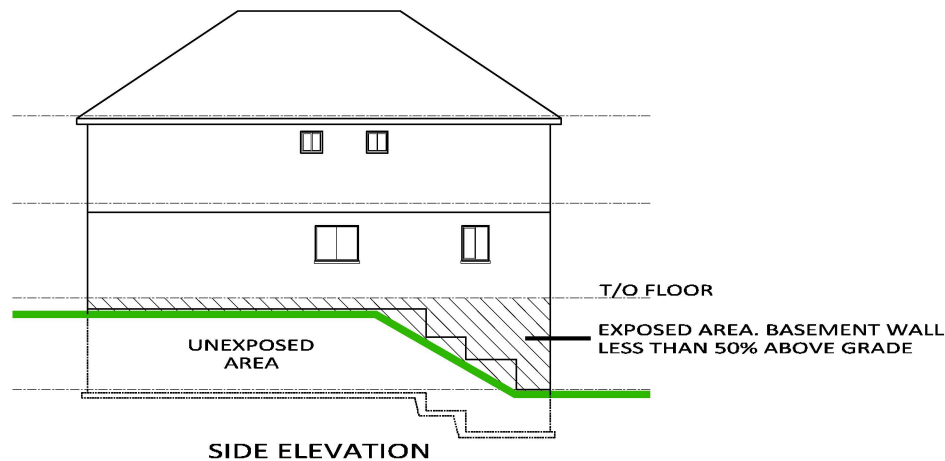 T/O FLOOR
EXPOSED AREA. BASEMENT WALL
LESS THAN 50% ABOVE GRADE
UNEXPOSED
AREA
SIDE ELEVATION